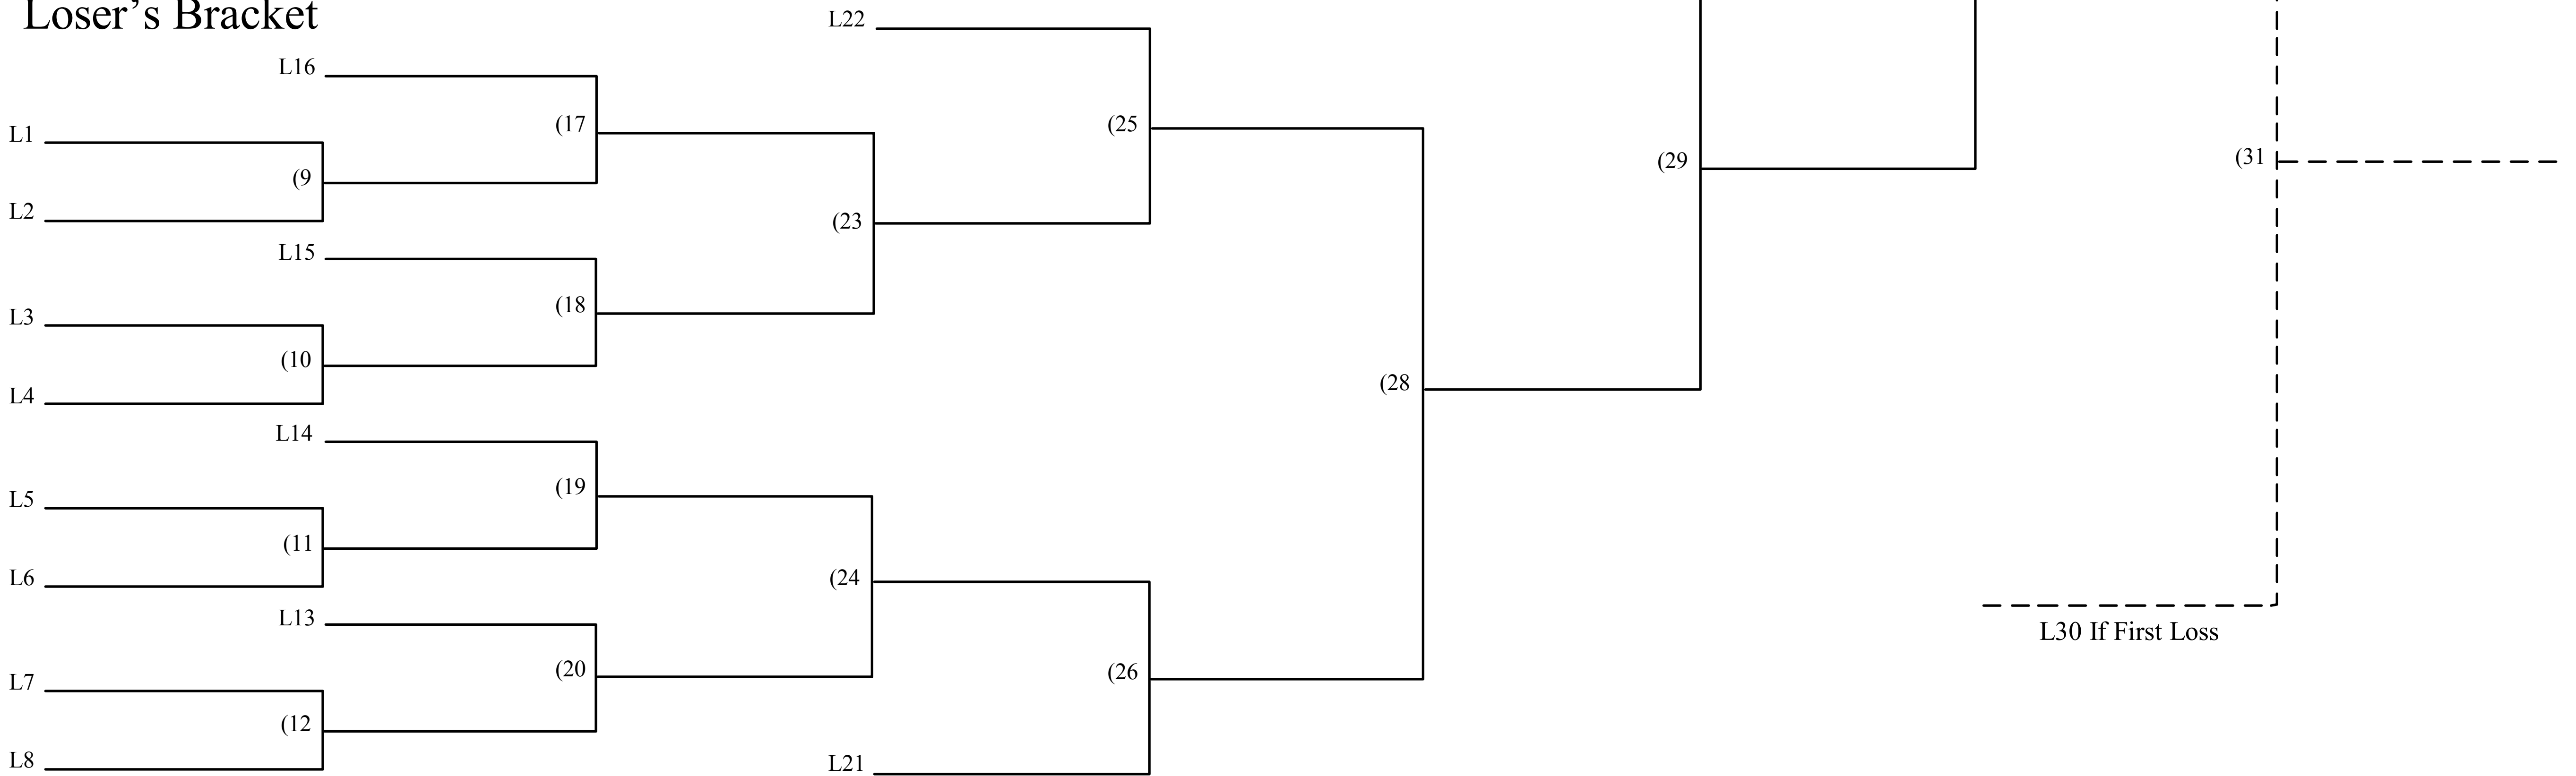 Loser’s Bracket
L22
L16
(17
(25
L1
(9
L2
(29
(31
(23
L15
(18
L3
(10
L4
(28
L14
(19
L5
(11
L6
(24
L13
L30 If First Loss
(20
(26
L7
(12
L8
L21